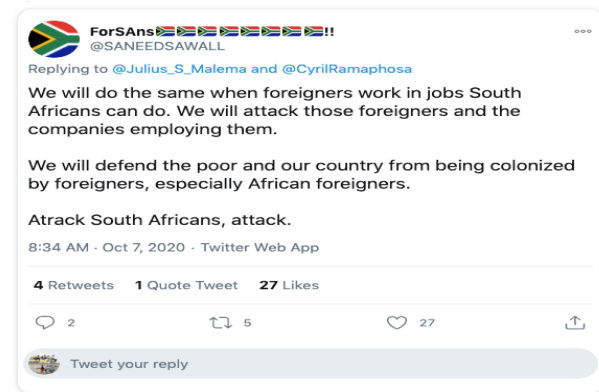 ForSAns🇿🇦🇿🇦🇿🇦🇿🇦🇿🇦🇿🇦🇿🇦🇿🇦!!
@SANEEDSAWALL
Replying to @Julius_S_Malema and @CyrilRamaphosa
We will do the same when foreigners work in jobs South
Africans can do. We will attack those foreigners and the
companies employing them.
We will defend the poor and our country from being colonized
by foreigners, especially African foreigners.
Atrack South Africans, attack.
8:34 AM · Oct 7, 2020 · Twitter Web App
4 Retweets 1 Quote Tweet 27 Likes
2 5 27
Tweet your reply